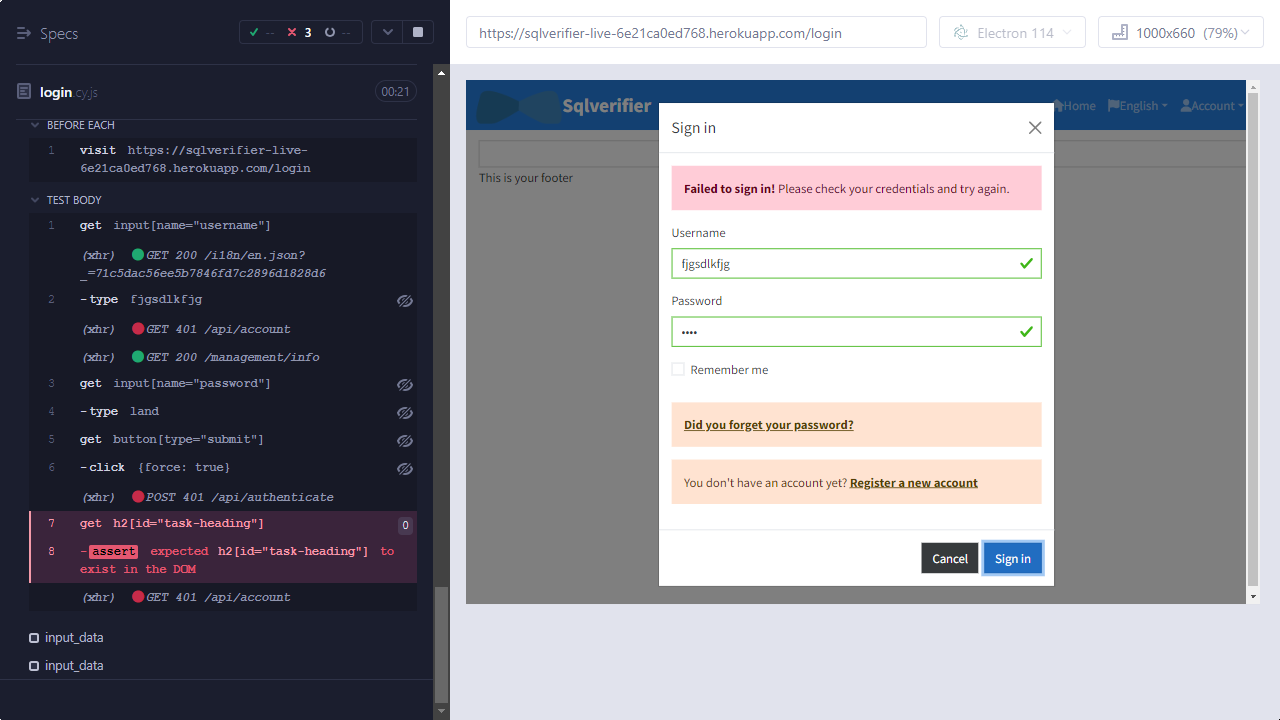 Specs
-- 3 --
login.cy.js
00:21
BEFORE EACH
1 visit https://sqlverifier-live-
6e21ca0ed768.herokuapp.com/login
TEST BODY
1 get input[name="username"]
(xhr) GET 200 /i18n/en.json?
_=71c5dac56ee5b7846fd7c2896d1828d6
2 -type fjgsdlkfjg
(xhr) GET 401 /api/account
(xhr) GET 200 /management/info
3 get input[name="password"]
4 -type land
5 get button[type="submit"]
6 -click {force: true}
(xhr) POST 401 /api/authenticate
7 get h2[id="task-heading"] 0
8 -assert expected h2[id="task-heading"] to
exist in the DOM
(xhr) GET 401 /api/account
input_data
input_data
https://sqlverifier-live-6e21ca0ed768.herokuapp.com/login
Electron 114
1000x660 (79%)
Sqlverifier
Home
English
Account
This is your footer
Sign in
Failed to sign in! Please check your credentials and try again.
Username
fjgsdlkfjg
Password
••••
Remember me
Did you forget your password?
You don't have an account yet? Register a new account
Cancel
Sign in